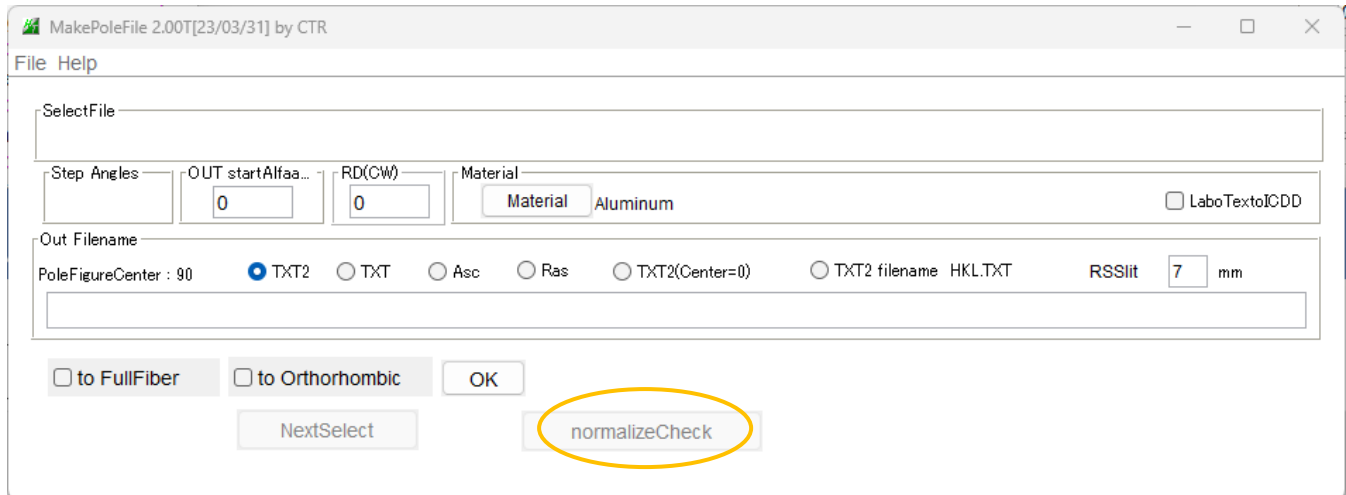 MakePoleFile 2.00T[23/03/31] by CTR
File Help
SelectFile
Step Angles OUT startAlfaa... RD(CW) Material
0 0 Material Aluminum LaboTextoICDD
Out Filename
PoleFigureCenter : 90 TXT2 TXT Asc Ras TXT2(Center=0) TXT2 filename HKL.TXT RSSlit 7 mm
to FullFiber to Orthorhombic OK
NextSelect normalizeCheck